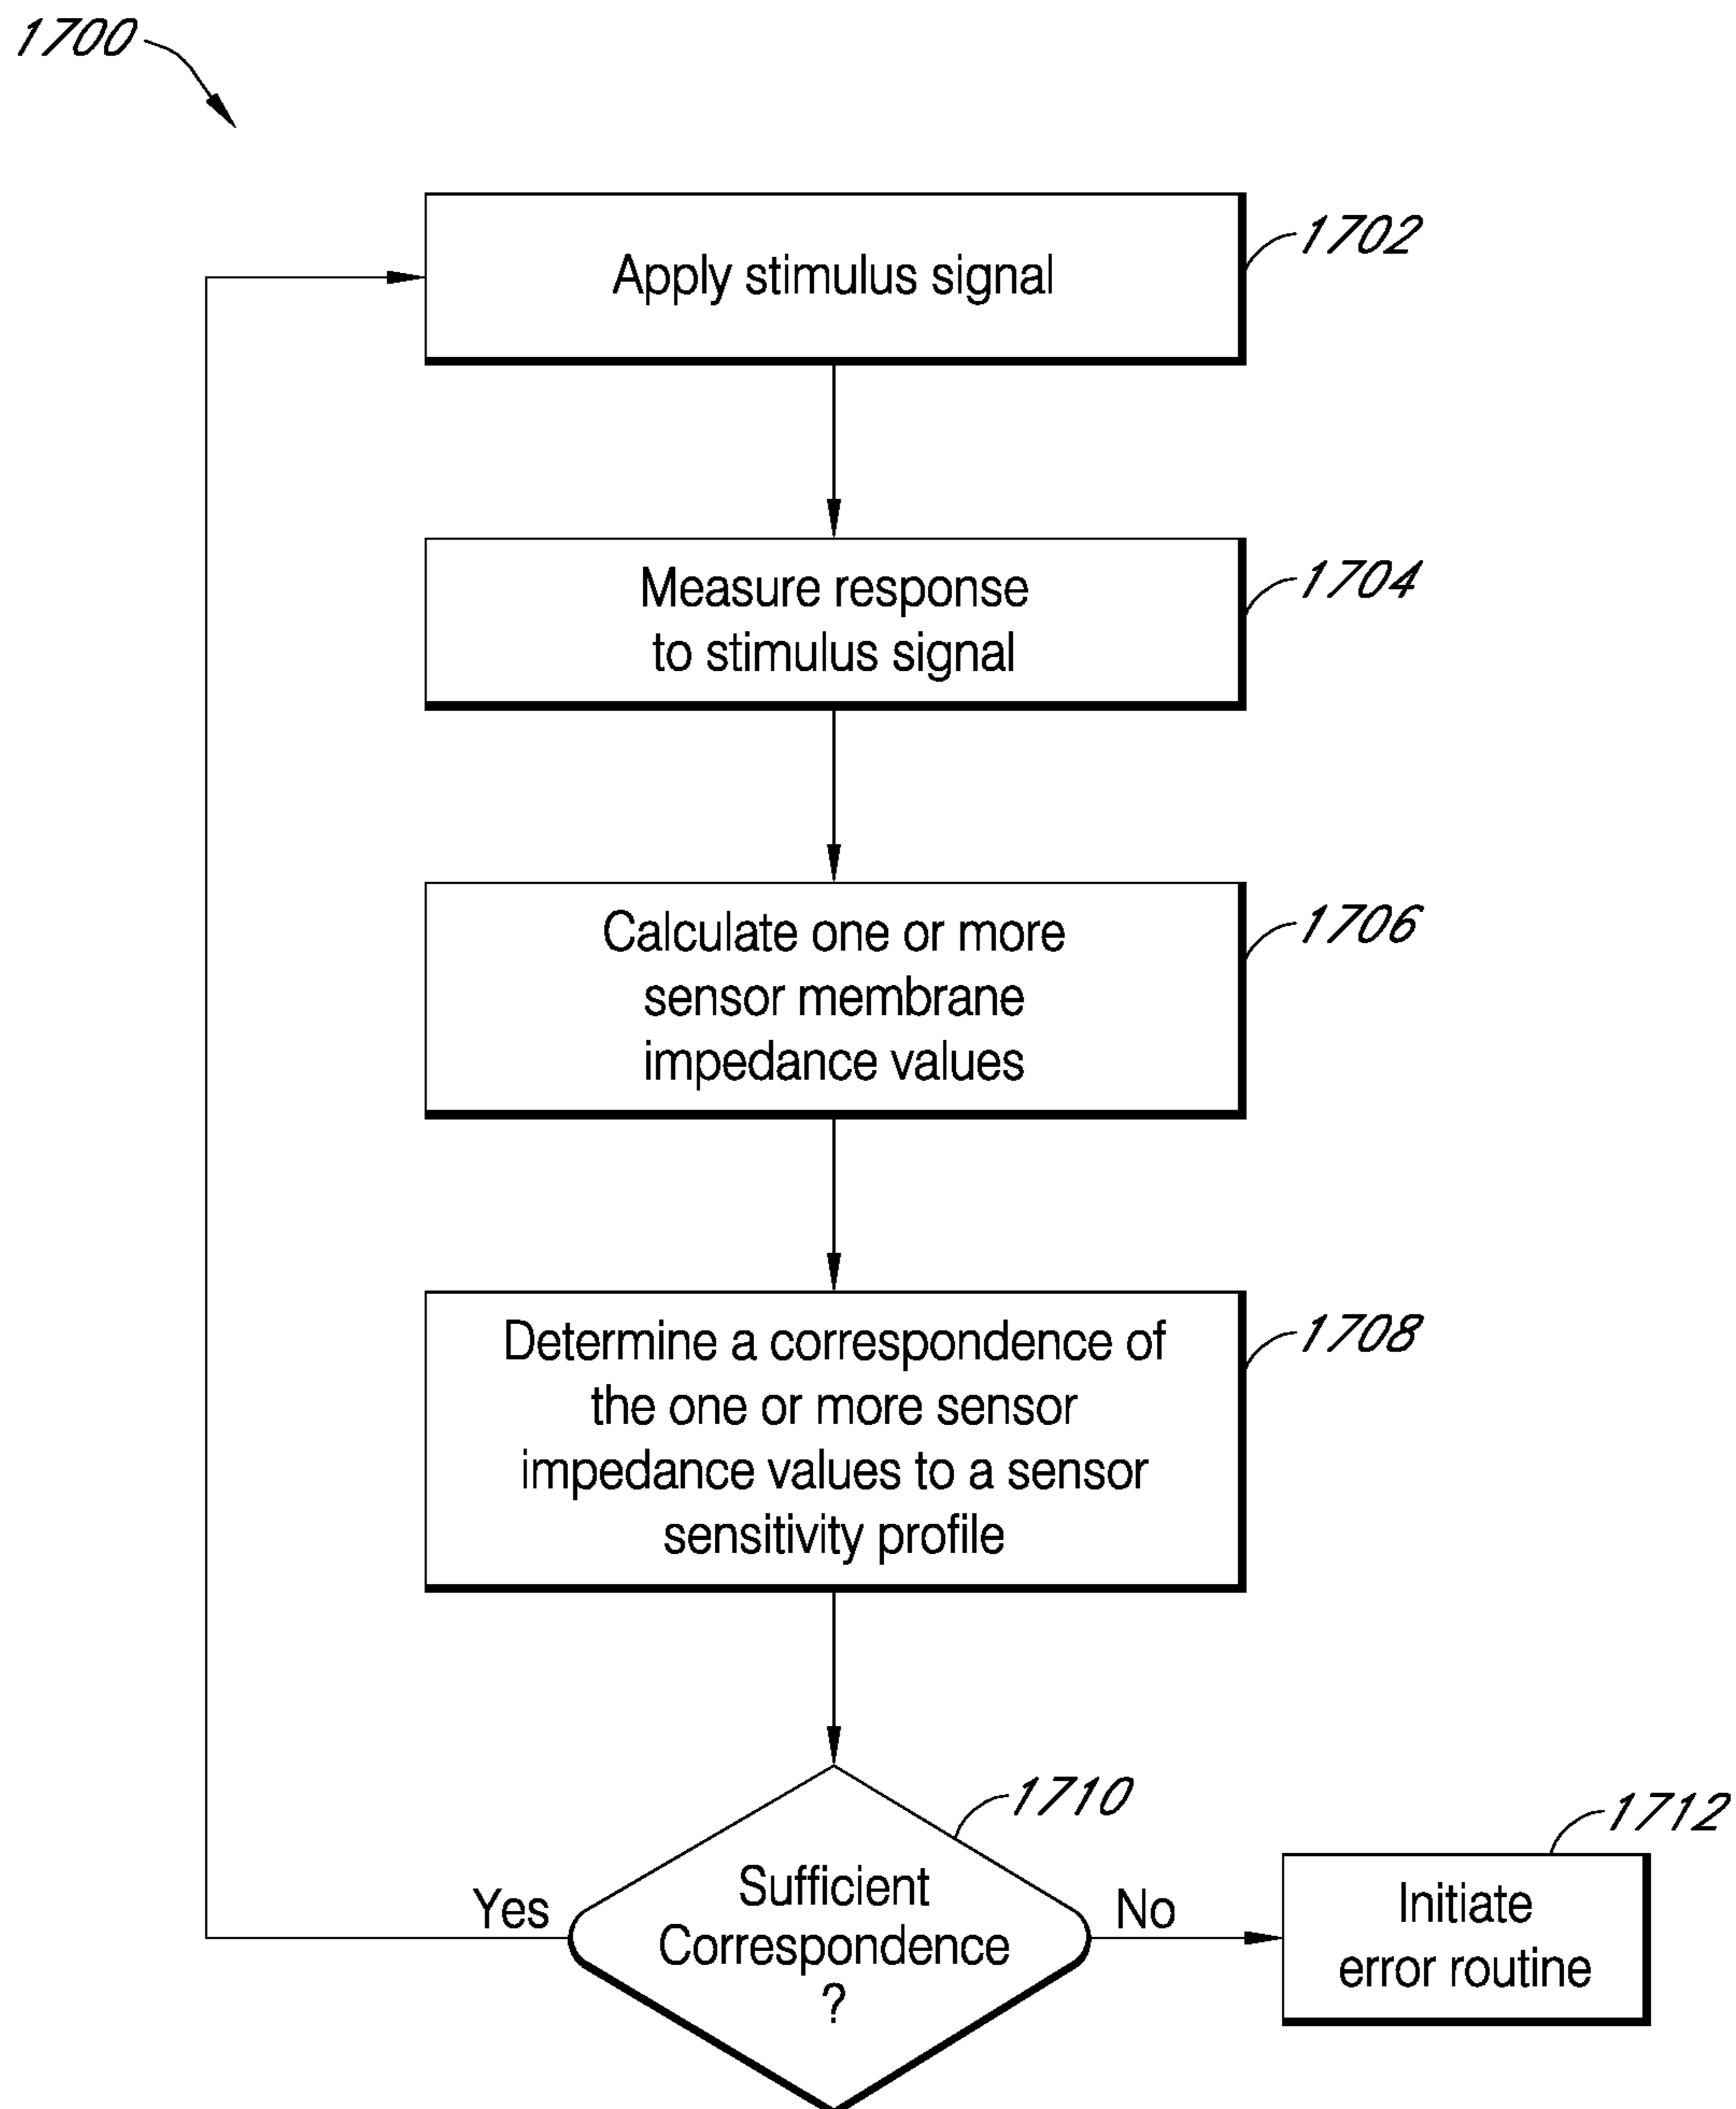 1700
Apply stimulus signal
1702
Measure response
to stimulus signal
1704
Calculate one or more
sensor membrane
impedance values
1706
Determine a correspondence of
the one or more sensor
impedance values to a sensor
sensitivity profile
1708
Sufficient
Correspondence
?
1710
Yes
No
Initiate
error routine
1712